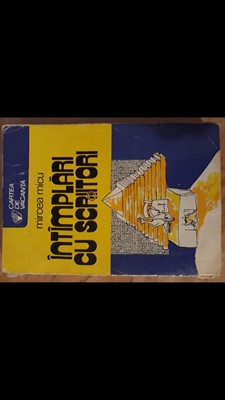 CARTEA
DE
VACANȚĂ
mircea micu
ÎNTÎMPLĂRI
CU SCRIITORI